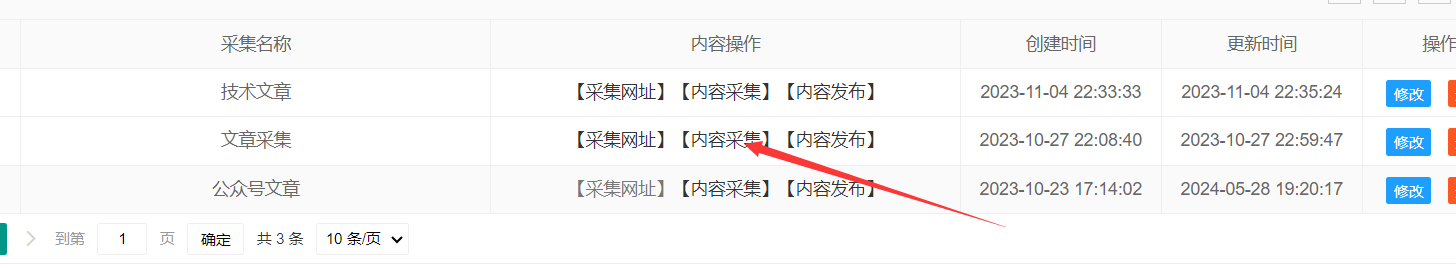 采集名称 内容操作 创建时间 更新时间 操作
技术文章 【采集网址】【内容采集】【内容发布】 2023-11-04 22:33:33 2023-11-04 22:35:24 修改
文章采集 【采集网址】【内容采集】【内容发布】 2023-10-27 22:08:40 2023-10-27 22:59:47 修改
公众号文章 【采集网址】【内容采集】【内容发布】 2023-10-23 17:14:02 2024-05-28 19:20:17 修改
到第 1 页 确定 共 3 条 10 条/页